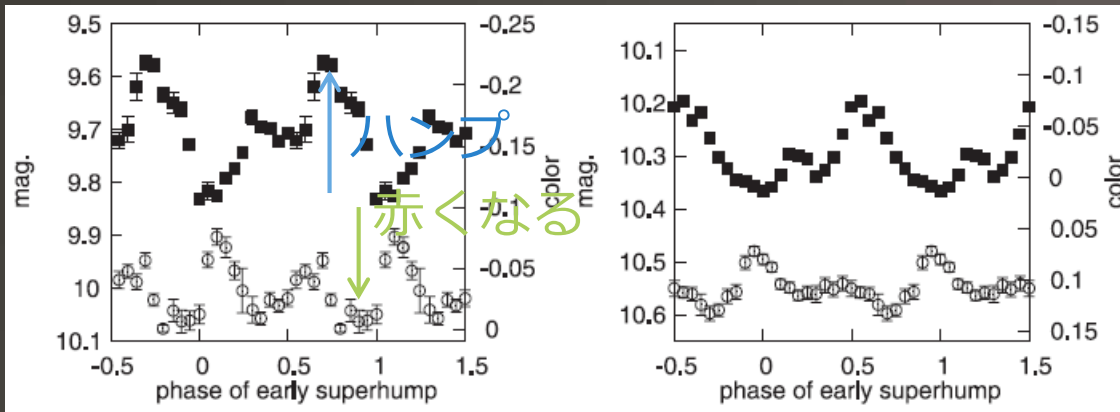 9.5
9.6
9.7
9.8
9.9
10
10.1
mag.
-0.25
-0.2
-0.15
-0.1
-0.05
0
color
ハンプ
赤くなる
-0.5 0 0.5 1 1.5
phase of early superhump
10.1
10.2
10.3
10.4
10.5
10.6
mag.
-0.15
-0.1
-0.05
0
0.05
0.1
0.15
color
-0.5 0 0.5 1 1.5
phase of early superhump